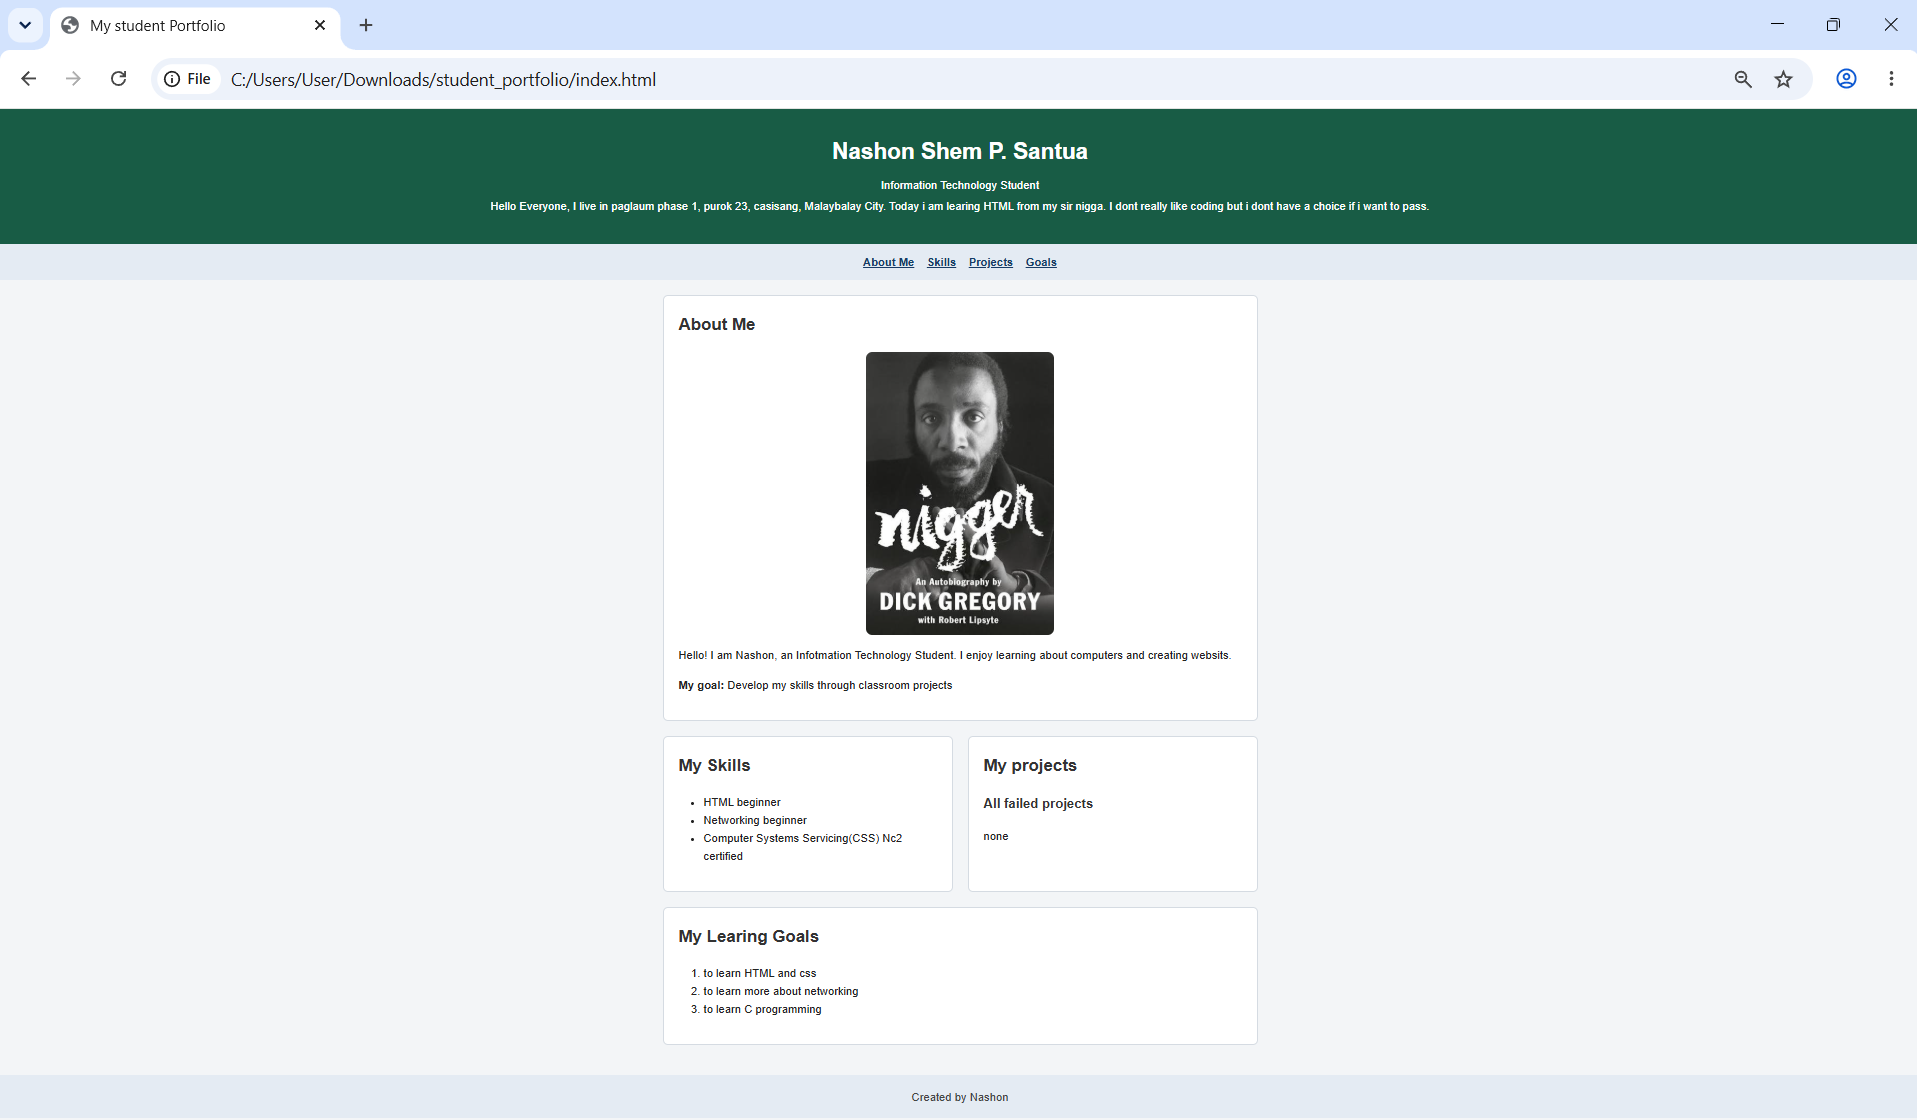 My student Portfolio
File
C:/Users/User/Downloads/student_portfolio/index.html
Nashon Shem P. Santua
Information Technology Student
Hello Everyone, I live in paglaum phase 1, purok 23, casisang, Malaybalay City. Today i am learing HTML from my sir nigga. I dont really like coding but i dont have a choice if i want to pass.
About Me Skills Projects Goals
About Me
nigger
An Autobiography by
DICK GREGORY
with Robert Lipsyte
Hello! I am Nashon, an Infotmation Technology Student. I enjoy learning about computers and creating websits.
My goal: Develop my skills through classroom projects
My Skills
• HTML beginner
• Networking beginner
• Computer Systems Servicing(CSS) Nc2
certified
My projects
All failed projects
none
My Learing Goals
1. to learn HTML and css
2. to learn more about networking
3. to learn C programming
Created by Nashon